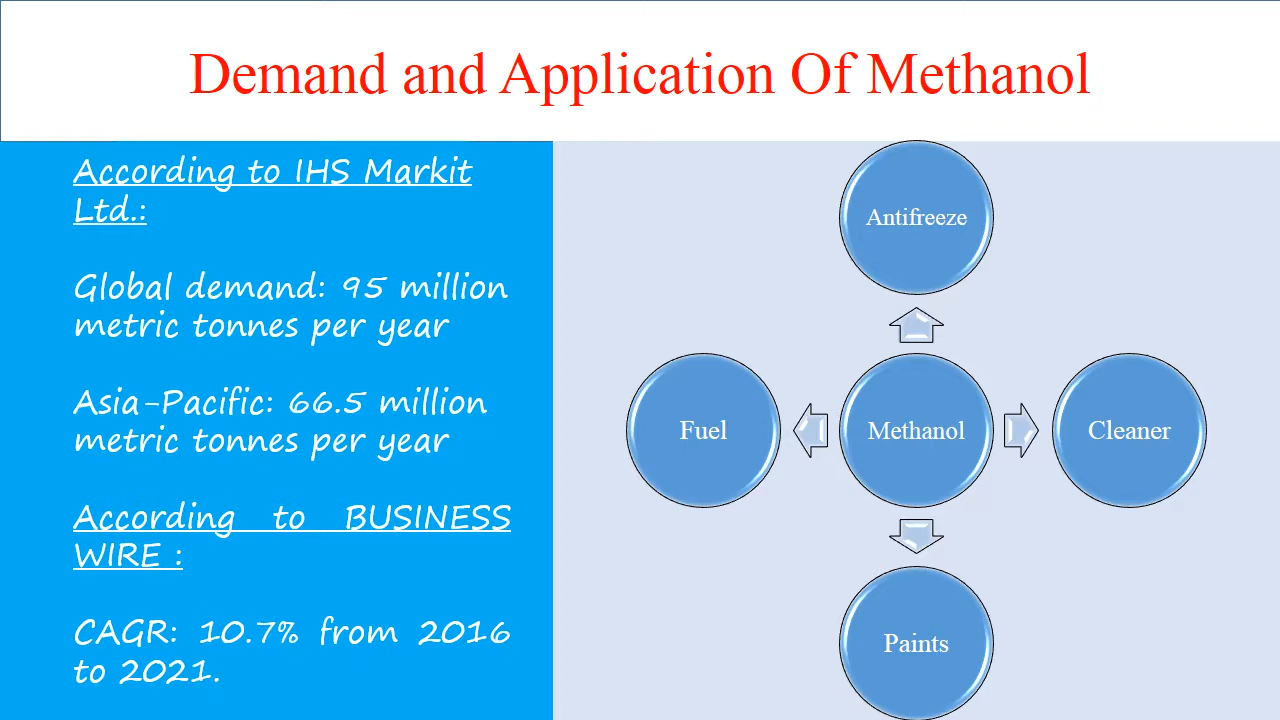 Demand and Application Of Methanol
According to IHS Markit
Ltd.:
Global demand: 95 million
metric tonnes per year
Asia-Pacific: 66.5 million
metric tonnes per year
According to BUSINESS
WIRE :
CAGR: 10.7% from 2016
to 2021.
Antifreeze
Fuel
Methanol
Cleaner
Paints